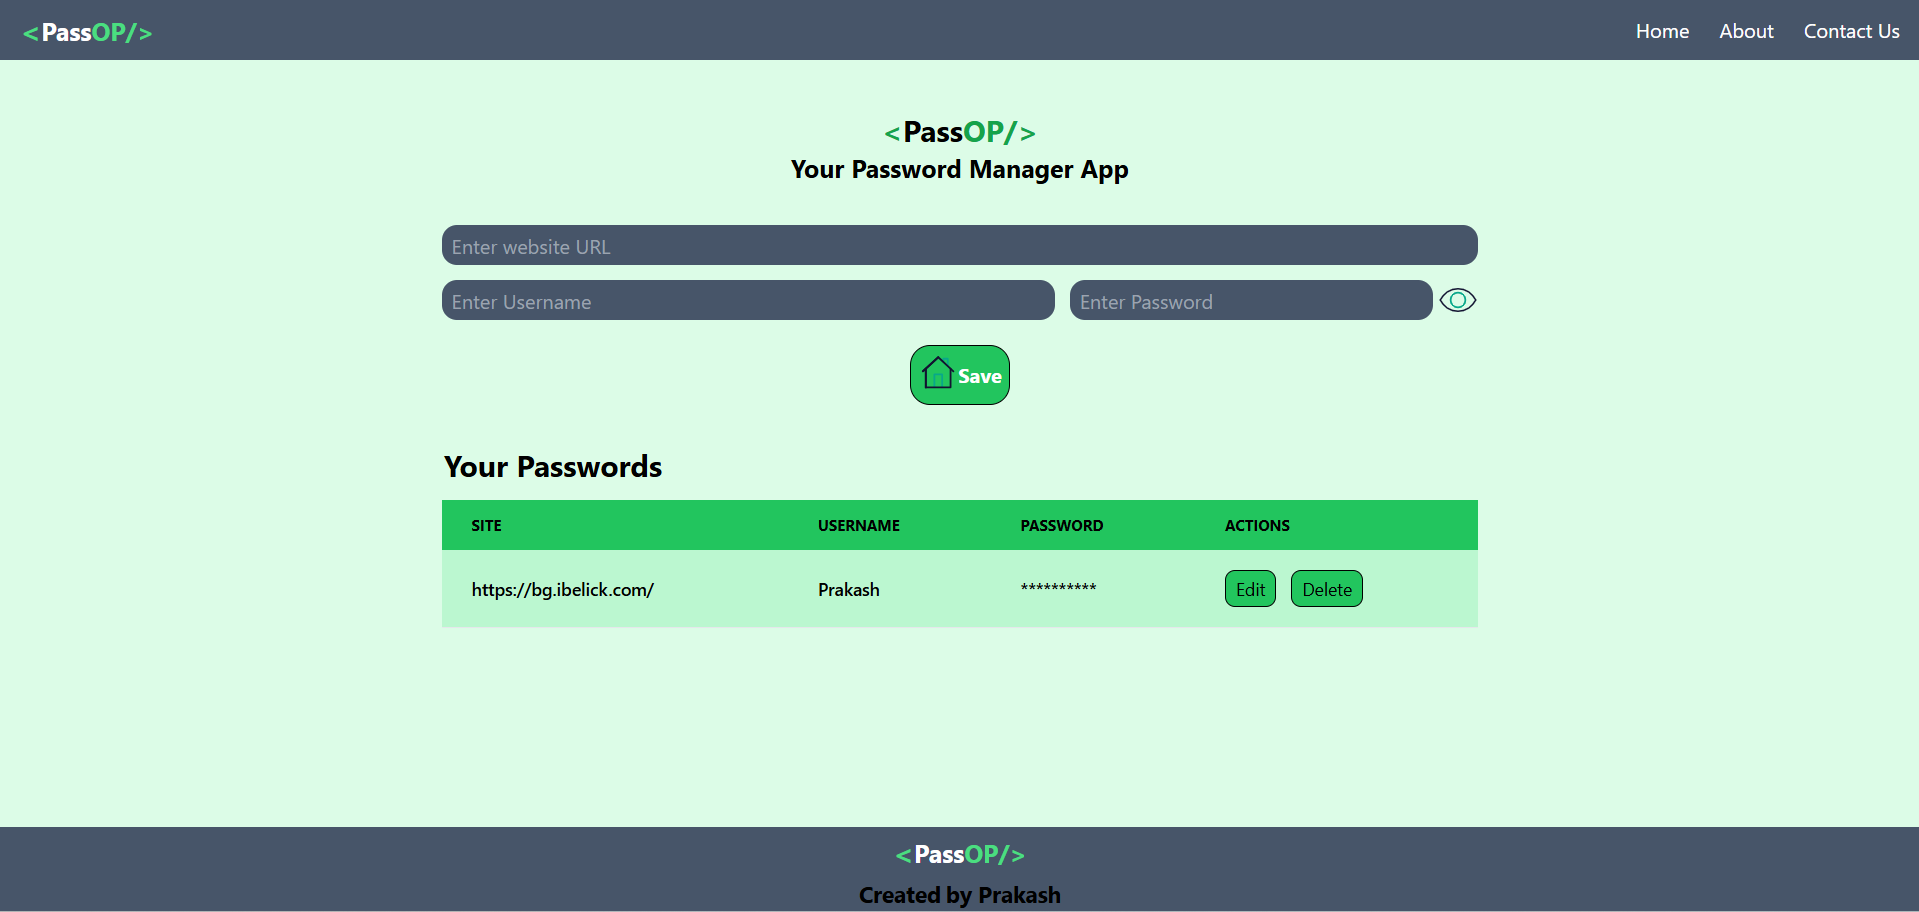 <PassOP/>
Home About Contact Us
<PassOP/>
Your Password Manager App
Enter website URL
Enter Username Enter Password
Save
Your Passwords
SITE USERNAME PASSWORD ACTIONS
https://bg.ibelick.com/ Prakash ********** Edit Delete
<PassOP/>
Created by Prakash